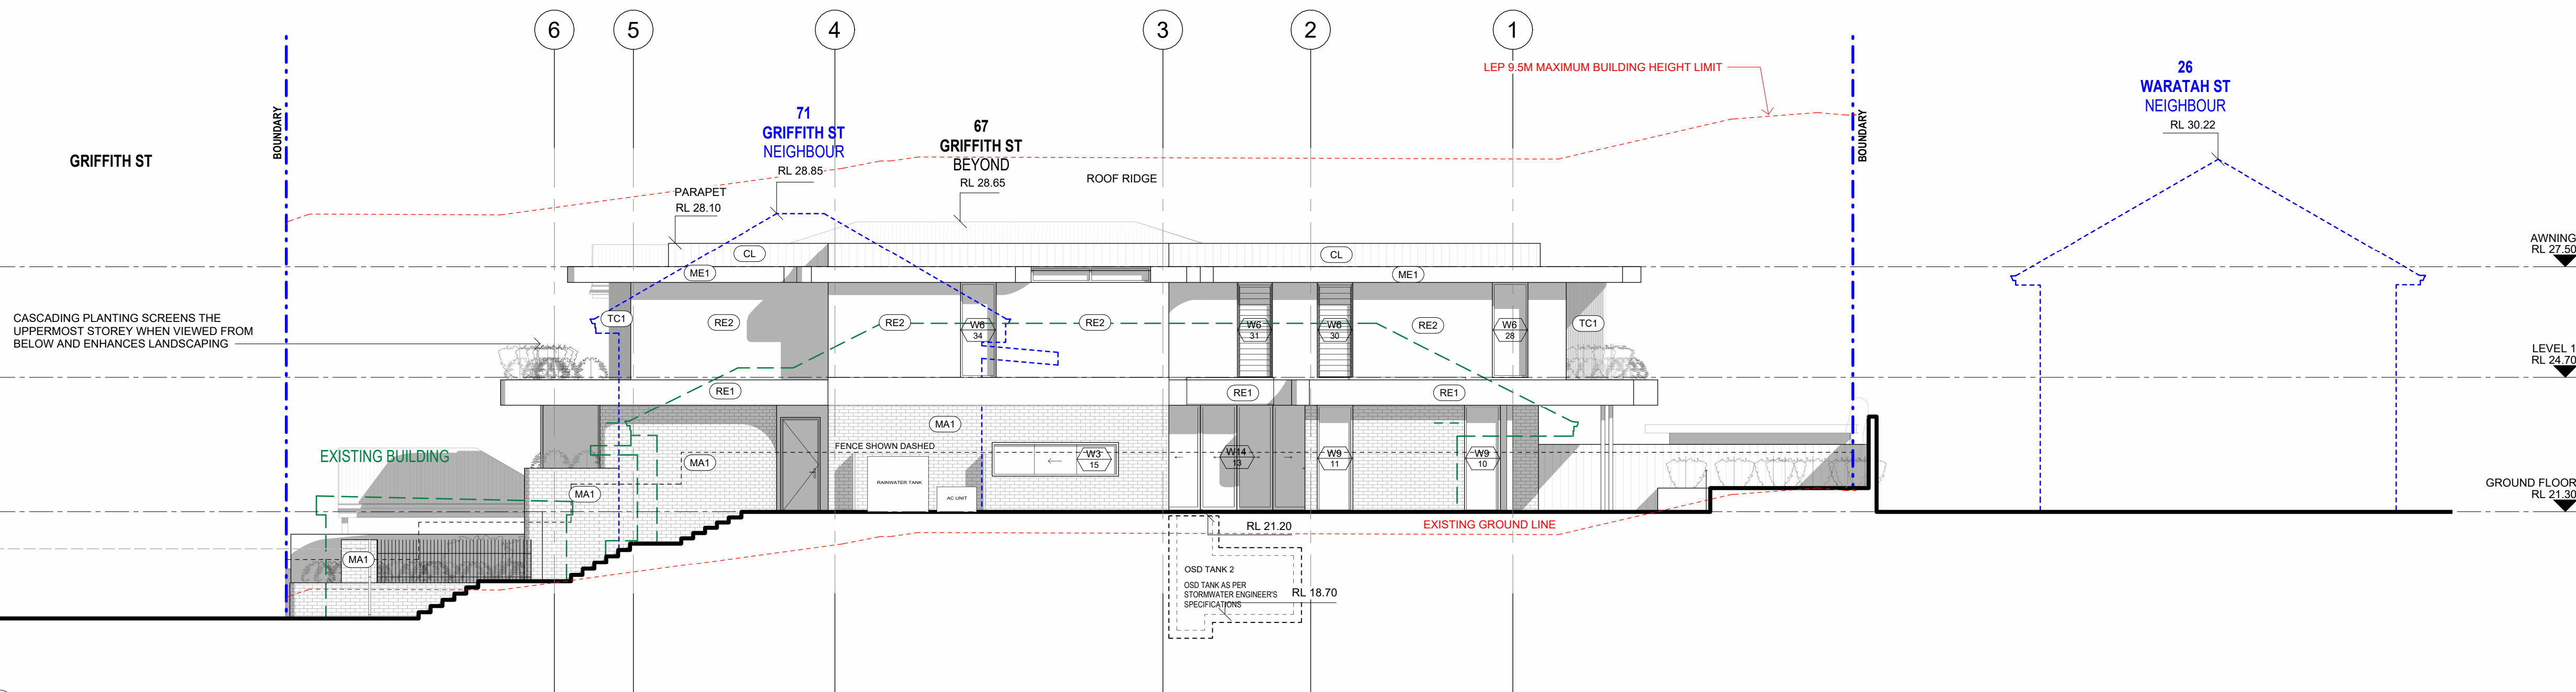 6
5
4
3
2
1
LEP 9.5M MAXIMUM BUILDING HEIGHT LIMIT
26
WARATAH ST
NEIGHBOUR
RL 30.22
BOUNDARY
BOUNDARY
71
GRIFFITH ST
NEIGHBOUR
RL 28.85
67
GRIFFITH ST
BEYOND
RL 28.65
ROOF RIDGE
GRIFFITH ST
PARAPET
RL 28.10
CL
CL
ME1
ME1
AWNING
RL 27.50
CASCADING PLANTING SCREENS THE
UPPERMOST STOREY WHEN VIEWED FROM
BELOW AND ENHANCES LANDSCAPING
TC1
RE2
RE2
W6
34
RE2
W6
31
W6
30
RE2
W6
28
TC1
LEVEL 1
RL 24.70
RE1
RE1
RE1
MA1
FENCE SHOWN DASHED
EXISTING BUILDING
MA1
W3
15
W14
13
W9
11
W9
10
RAINWATER TANK
AC UNIT
MA1
GROUND FLOOR
RL 21.30
RL 21.20
EXISTING GROUND LINE
MA1
OSD TANK 2
OSD TANK AS PER
STORMWATER ENGINEER'S
SPECIFICATIONS
RL 18.70